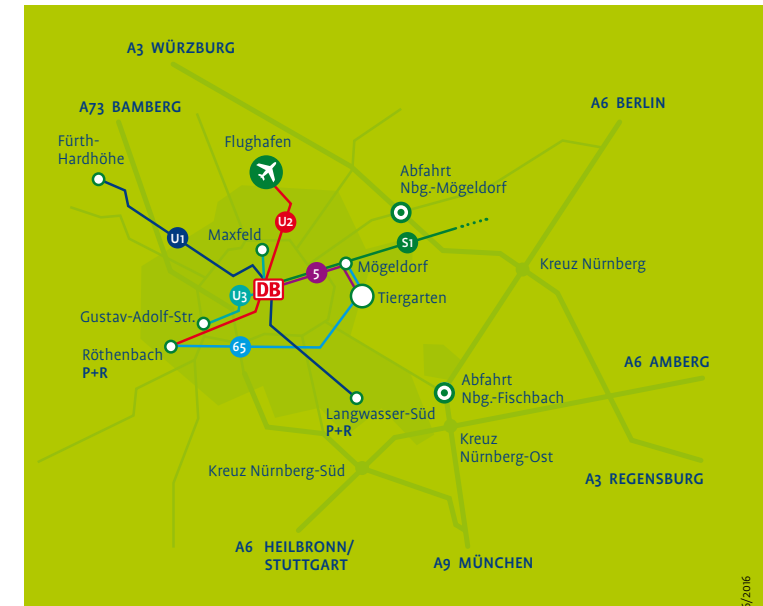 A3 WÜRZBURG
A73 BAMBERG
A6 BERLIN
Fürth-
Hardhöhe
Flughafen
Abfahrt
Nbg.-Mögeldorf
U2
U1
Maxfeld
S1
Mögeldorf
Kreuz Nürnberg
5
DB
U3
Tiergarten
Gustav-Adolf-Str.
65
Röthenbach
P+R
A6 AMBERG
Abfahrt
Nbg.-Fischbach
Langwasser-Süd
P+R
Kreuz
Nürnberg-Ost
Kreuz Nürnberg-Süd
A3 REGENSBURG
A6 HEILBRONN/
STUTTGART
A9 MÜNCHEN